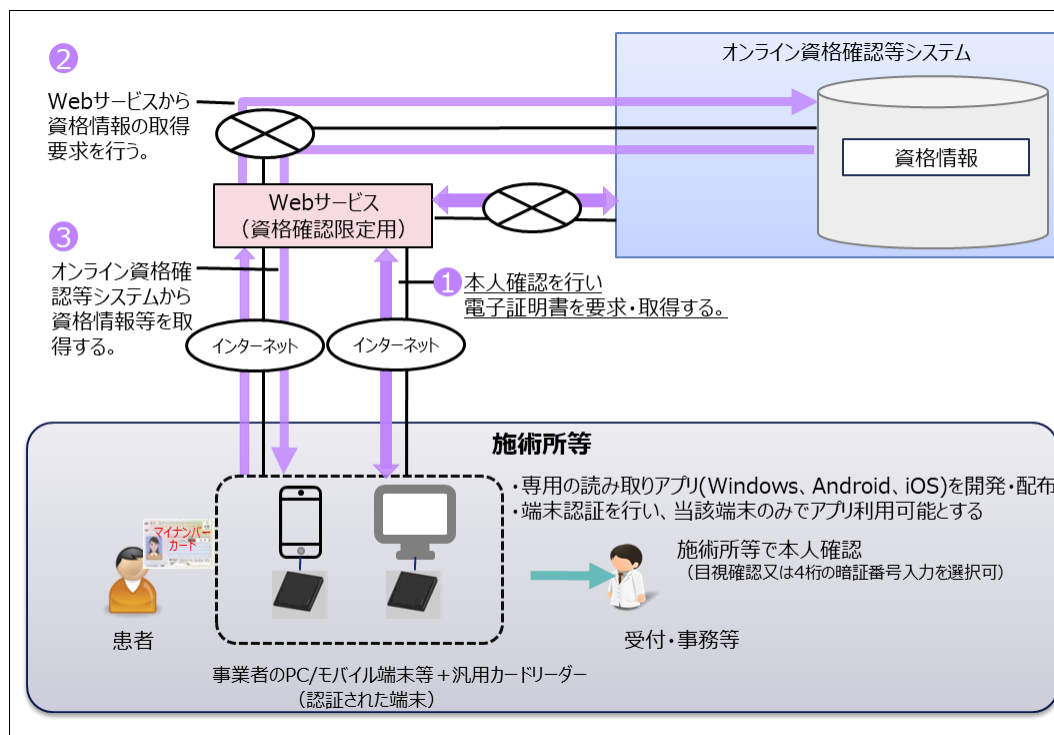 オンライン資格確認等システム
資格情報
❷
Webサービスから
資格情報の取得
要求を行う。
Webサービス
（資格確認限定用）
❸
オンライン資格確
認等システムから
資格情報等を取
得する。
❶
本人確認を行い
電子証明書を要求・取得する。
インターネット
インターネット
施術所等
・専用の読み取りアプリ(Windows、Android、iOS)を開発・配布
・端末認証を行い、当該端末のみでアプリ利用可能とする
マイナンバー
カード
患者
施術所等で本人確認
（目視確認又は4桁の暗証番号入力を選択可）
受付・事務等
事業者のPC/モバイル端末等＋汎用カードリーダー
（認証された端末）